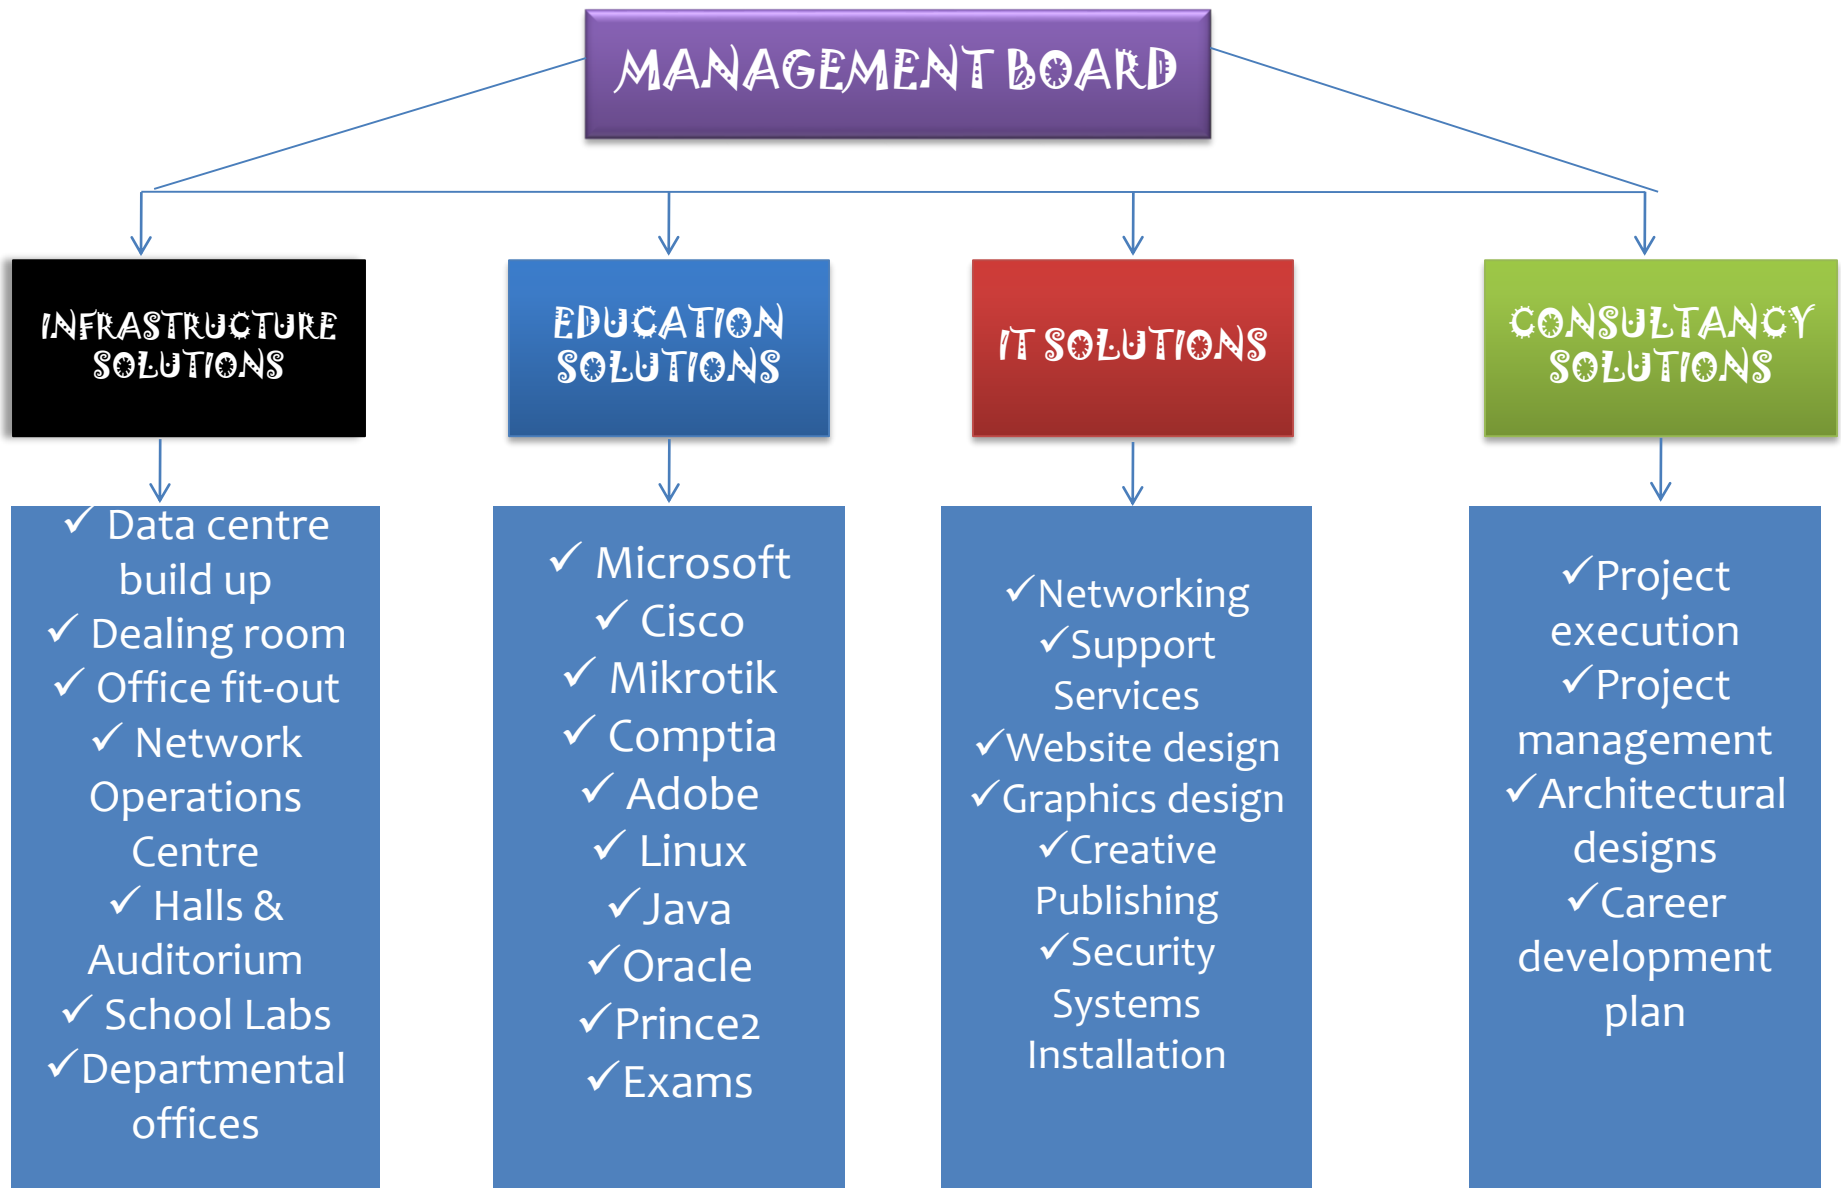 MANAGEMENT BOARD
INFRASTRUCTURE
SOLUTIONS
EDUCATION
SOLUTIONS
IT SOLUTIONS
CONSULTANCY
SOLUTIONS
✓ Data centre
build up
✓ Dealing room
✓ Office fit-out
✓ Network
Operations
Centre
✓ Halls &
Auditorium
✓ School Labs
✓Departmental
offices
✓ Microsoft
✓ Cisco
✓ Mikrotik
✓ Comptia
✓ Adobe
✓ Linux
✓Java
✓Oracle
✓Prince2
✓Exams
✓Networking
✓Support
Services
✓Website design
✓Graphics design
✓Creative
Publishing
✓Security
Systems
Installation
✓Project
execution
✓Project
management
✓Architectural
designs
✓Career
development
plan